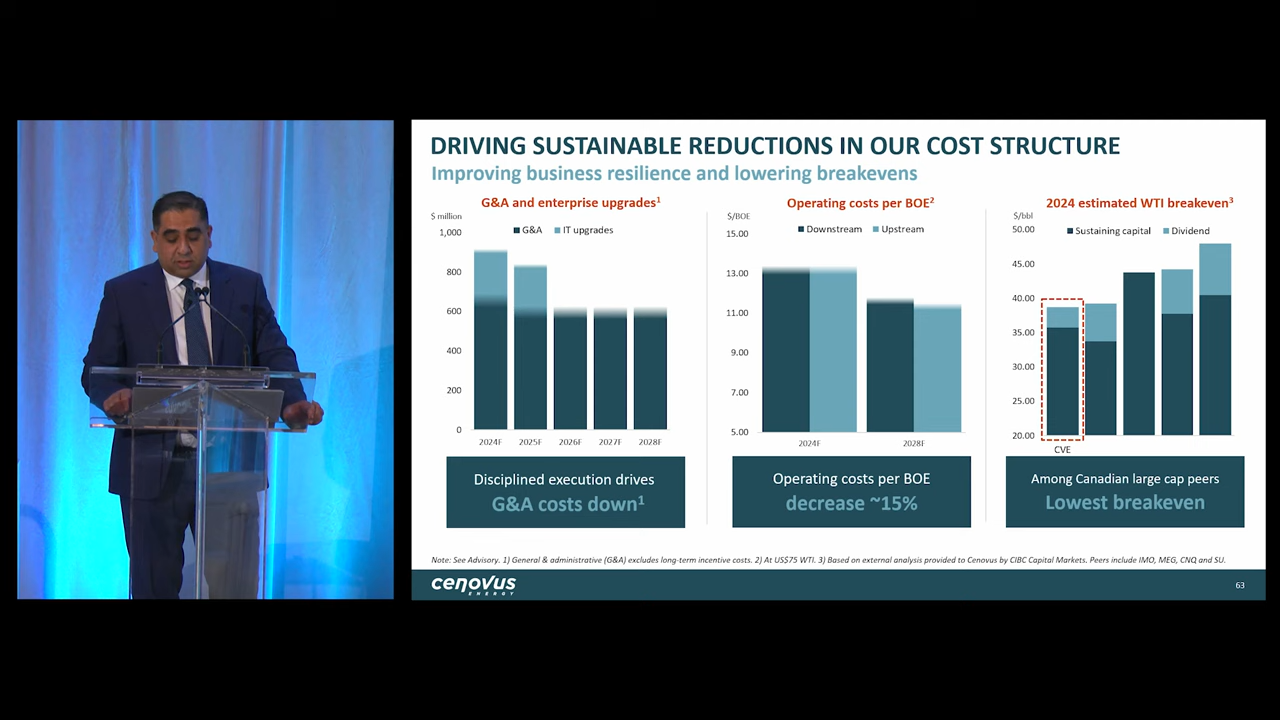 DRIVING SUSTAINABLE REDUCTIONS IN OUR COST STRUCTURE
Improving business resilience and lowering breakevens
G&A and enterprise upgrades1
$ million
G&A IT upgrades
1,000
800
600
400
200
0
2024F 2025F 2026F 2027F 2028F
Disciplined execution drives
G&A costs down1
Operating costs per BOE2
$/BOE
Downstream Upstream
15.00
13.00
11.00
9.00
7.00
5.00
2024F 2028F
Operating costs per BOE
decrease ~15%
2024 estimated WTI breakeven3
$/bbl
Sustaining capital Dividend
50.00
45.00
40.00
35.00
30.00
25.00
20.00
CVE
Among Canadian large cap peers
Lowest breakeven
Note: See Advisory. 1) General & administrative (G&A) excludes long-term incentive costs. 2) At US$75 WTI. 3) Based on external analysis provided to Cenovus by CIBC Capital Markets. Peers include IMO, MEG, CNQ and SU.
cenovus
ENERGY
63